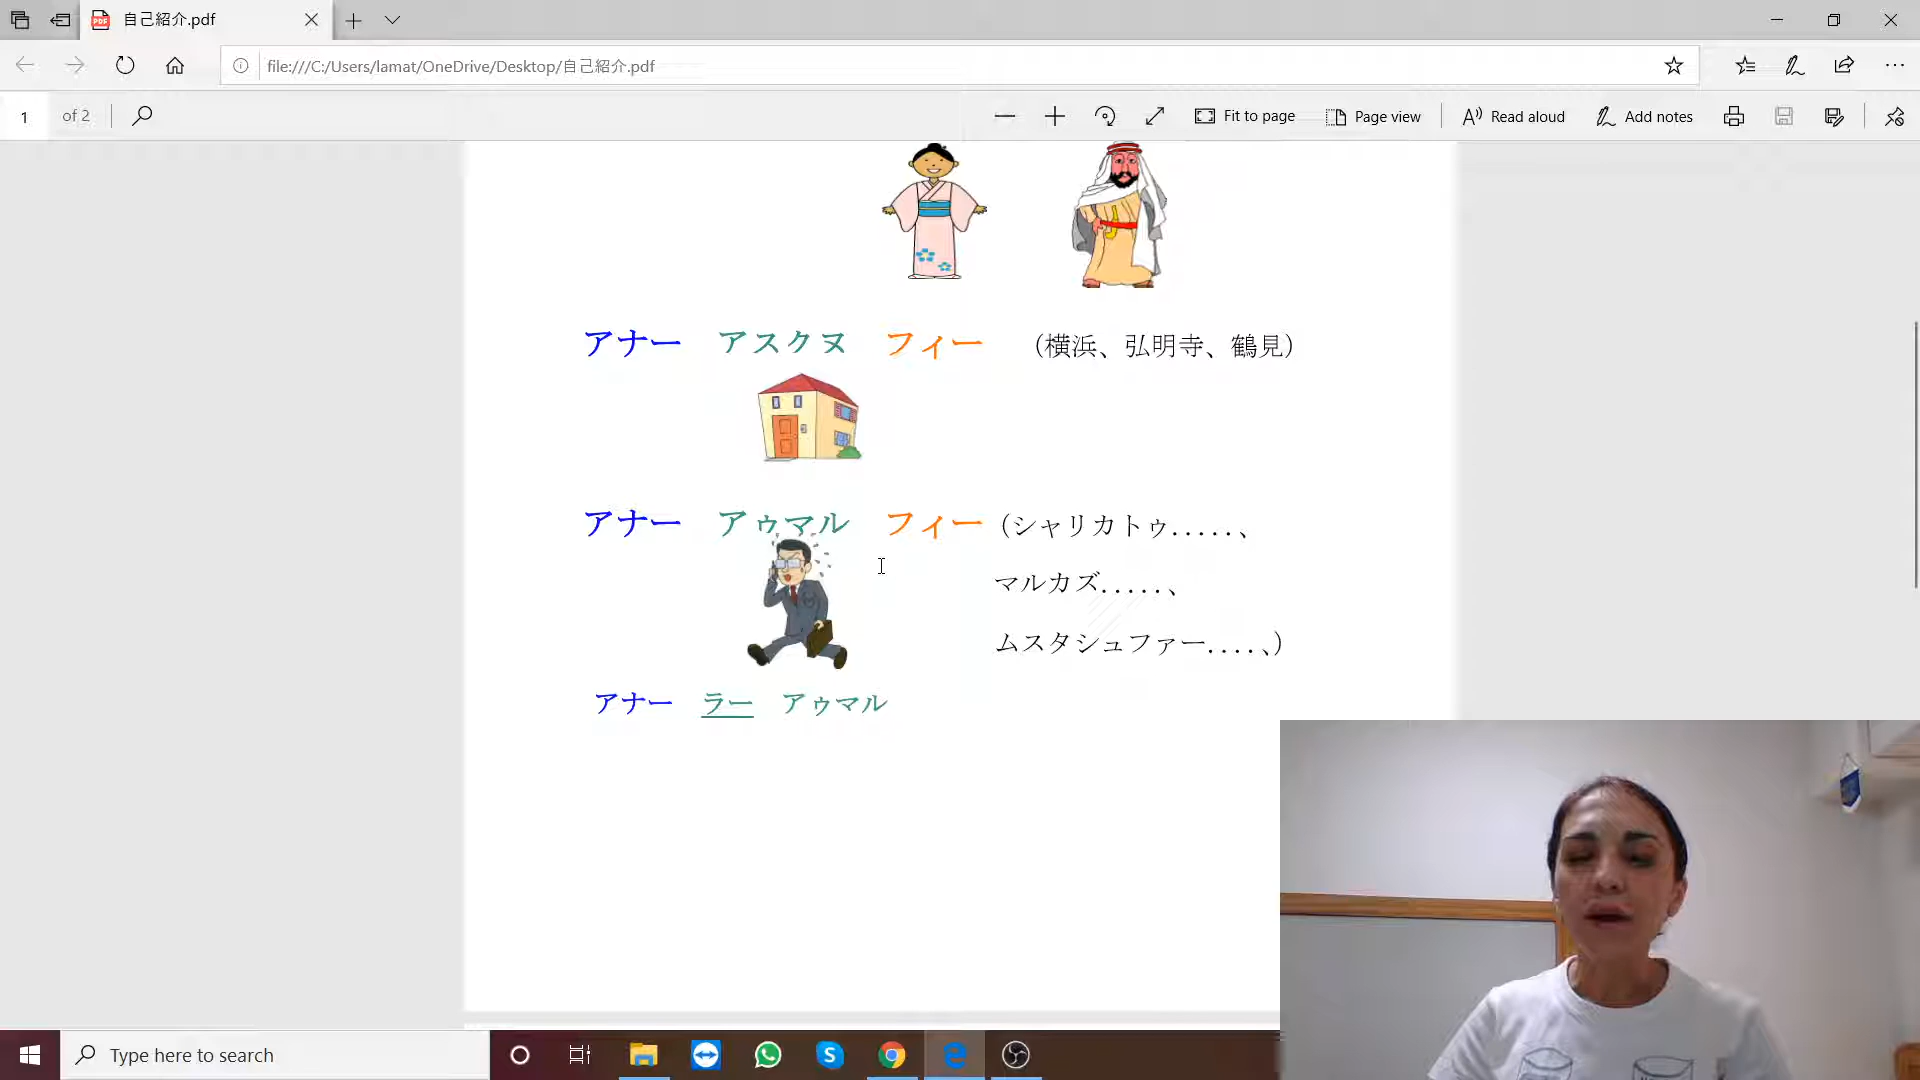 自己紹介.pdf
file:///C:/Users/lamat/OneDrive/Desktop/自己紹介.pdf
1 of 2 Fit to page Page view Read aloud Add notes
アナー アスクヌ フィー （横浜、弘明寺、鶴見）
アナー アゥマル フィー（シャリカトゥ.....、
マルカズ.....、
ムスタシュファー....、）
アナー ラー アゥマル
Type here to search